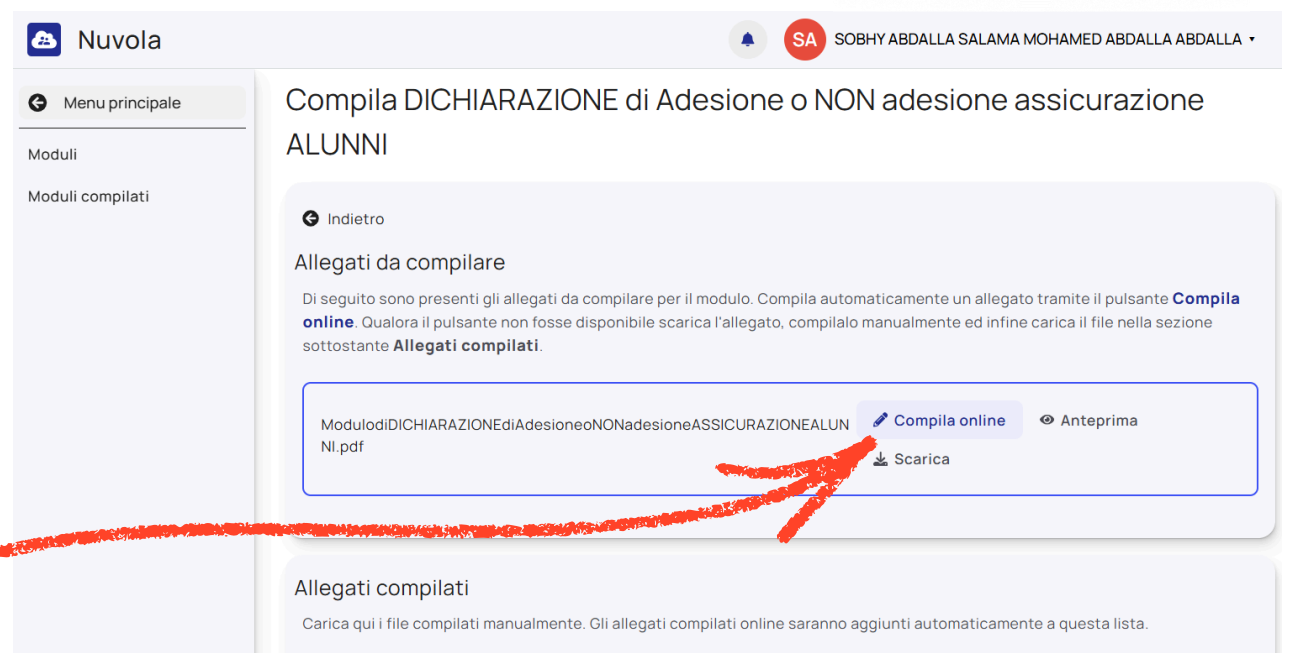 Nuvola
SA
SOBHY ABDALLA SALAMA MOHAMED ABDALLA ABDALLA
Menu principale
Moduli
Moduli compilati
Compila DICHIARAZIONE di Adesione o NON adesione assicurazione
ALUNNI
Indietro
Allegati da compilare
Di seguito sono presenti gli allegati da compilare per il modulo. Compila automaticamente un allegato tramite il pulsante Compila
online. Qualora il pulsante non fosse disponibile scarica l'allegato, compilalo manualmente ed infine carica il file nella sezione
sottostante Allegati compilati.
ModulodiDICHIARAZIONEdiAdesioneoNONadesioneASSICURAZIONEALUN
NI.pdf
Compila online
Anteprima
Scarica
Allegati compilati
Carica qui i file compilati manualmente. Gli allegati compilati online saranno aggiunti automaticamente a questa lista.